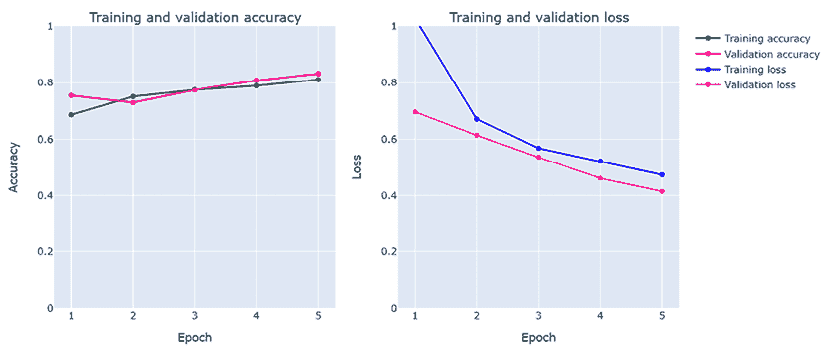 Training and validation accuracy
Training and validation loss
1
0.8
0.6
0.4
0.2
0
Accuracy
1 2 3 4 5
Epoch
1
0.8
0.6
0.4
0.2
0
Loss
1 2 3 4 5
Epoch
Training accuracy
Validation accuracy
Training loss
Validation loss